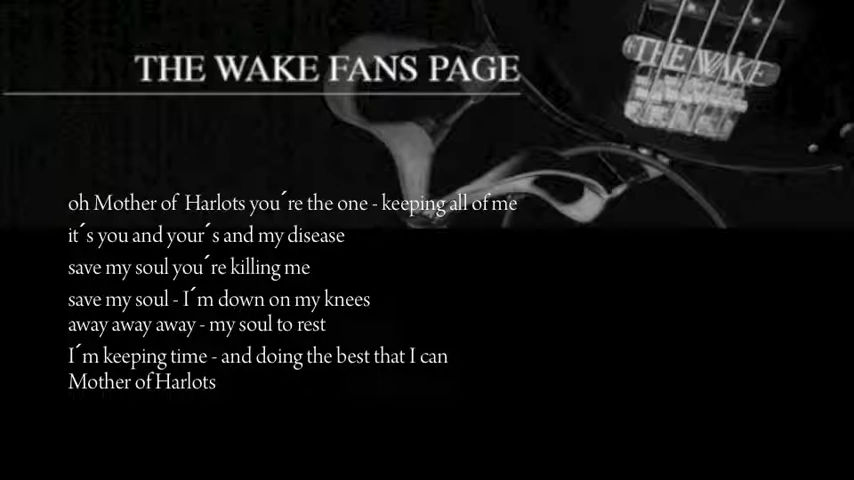 THE WAKE FANS PAGE
THE WAKE
oh Mother of Harlots you´re the one - keeping all of me
it´s you and your´s and my disease
save my soul you´re killing me
save my soul - I´m down on my knees
away away away - my soul to rest
I´m keeping time - and doing the best that I can
Mother of Harlots